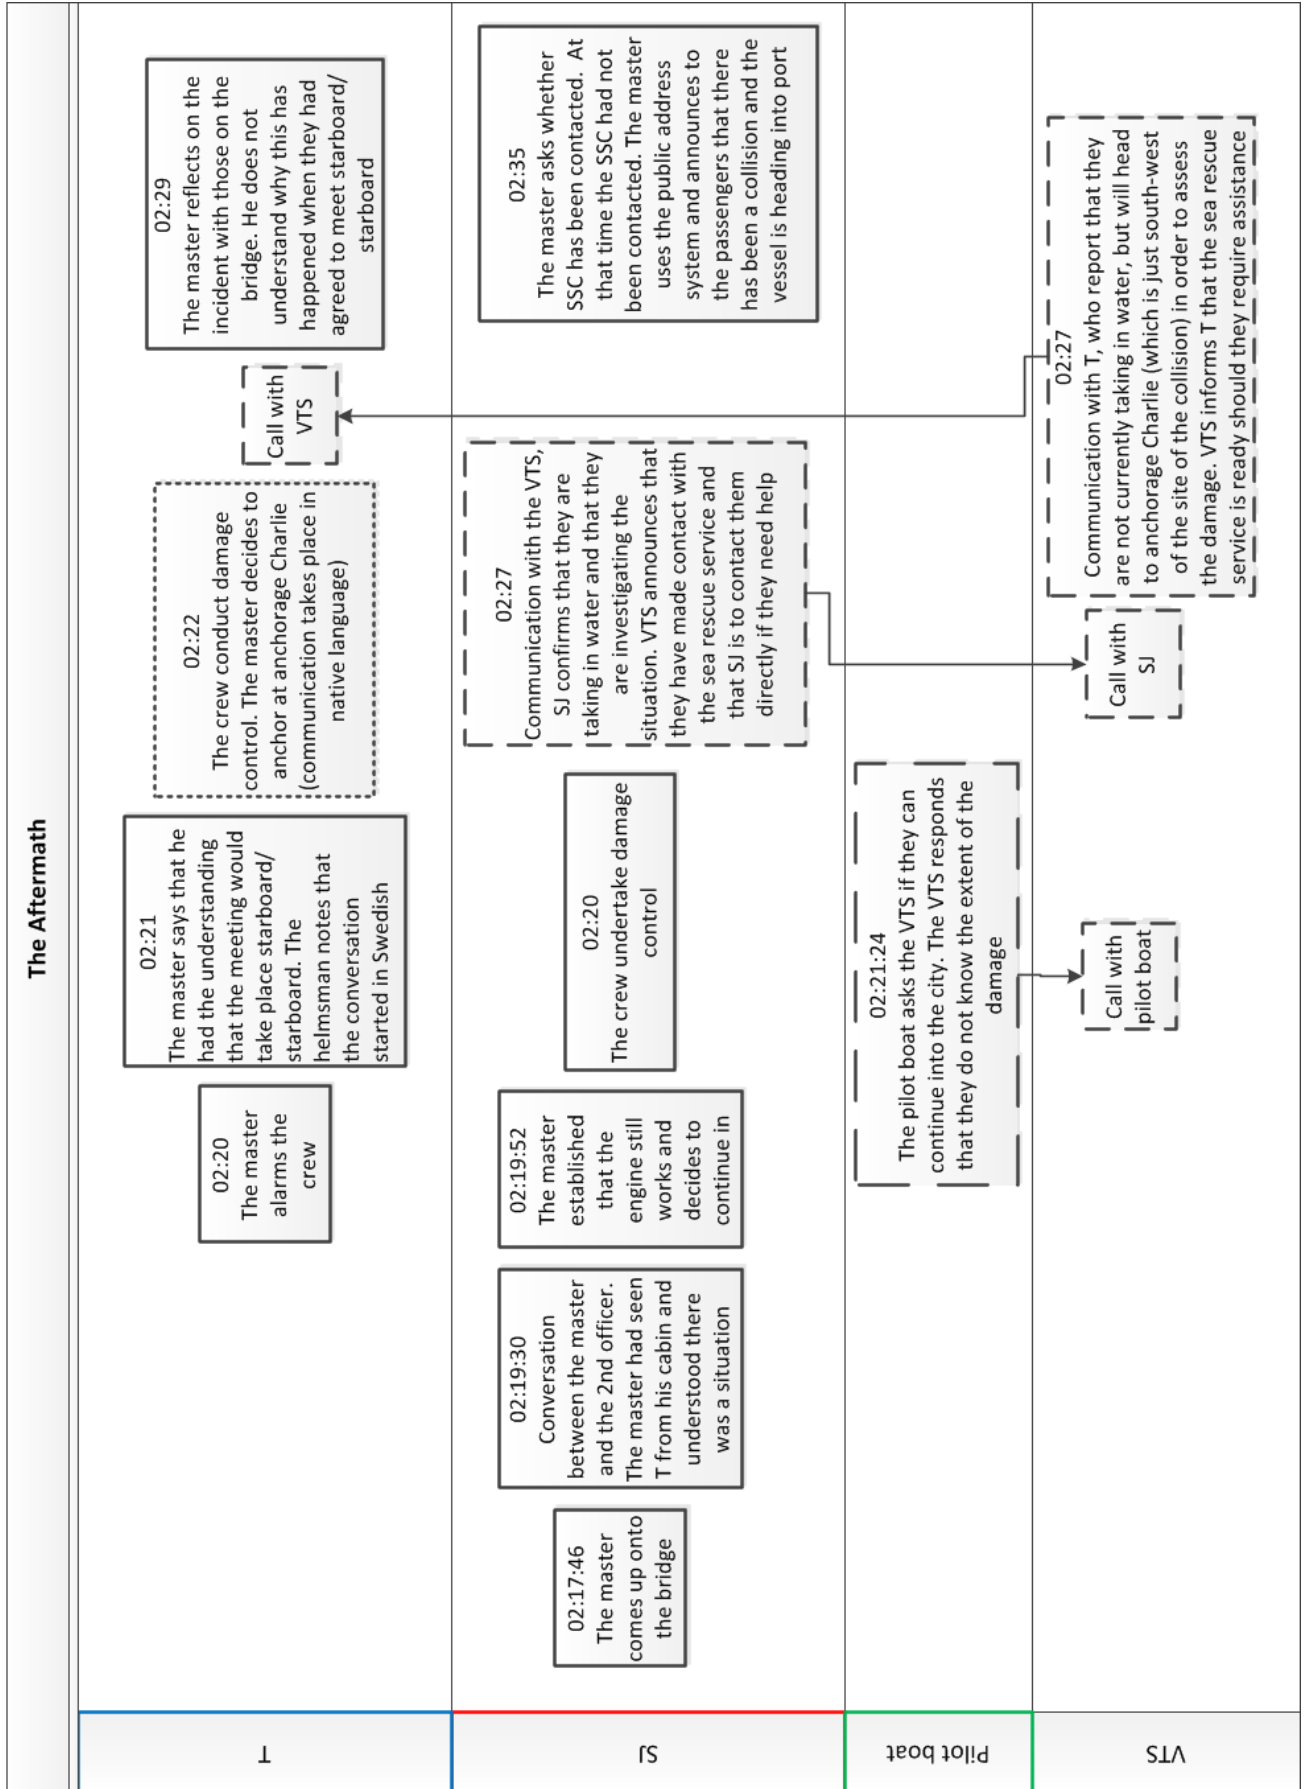 The Aftermath
T
02:20
The master
alarms the
crew
02:21
The master says that he
had the understanding
that the meeting would
take place starboard/
starboard. The
helmsman notes that
the conversation
started in Swedish
02:22
The crew conduct damage
control. The master decides to
anchor at anchorage Charlie
(communication takes place in
native language)
Call with
VTS
02:29
The master reflects on the
incident with those on the
bridge. He does not
understand why this has
happened when they had
agreed to meet starboard/
starboard
SJ
02:17:46
The master
comes up onto
the bridge
02:19:30
Conversation
between the master
and the 2nd officer.
The master had seen
T from his cabin and
understood there
was a situation
02:19:52
The master
established
that the
engine still
works and
decides to
continue in
02:20
The crew undertake damage
control
02:27
Communication with the VTS,
SJ confirms that they are
taking in water and that they
are investigating the
situation. VTS announces that
they have made contact with
the sea rescue service and
that SJ is to contact them
directly if they need help
02:35
The master asks whether
SSC has been contacted. At
that time the SSC had not
been contacted. The master
uses the public address
system and announces to
the passengers that there
has been a collision and the
vessel is heading into port
Pilot boat
02:21:24
The pilot boat asks the VTS if they can
continue into the city. The VTS responds
that they do not know the extent of the
damage
VTS
Call with
pilot boat
Call with
SJ
02:27
Communication with T, who report that they
are not currently taking in water, but will head
to anchorage Charlie (which is just south-west
of the site of the collision) in order to assess
the damage. VTS informs T that the sea rescue
service is ready should they require assistance